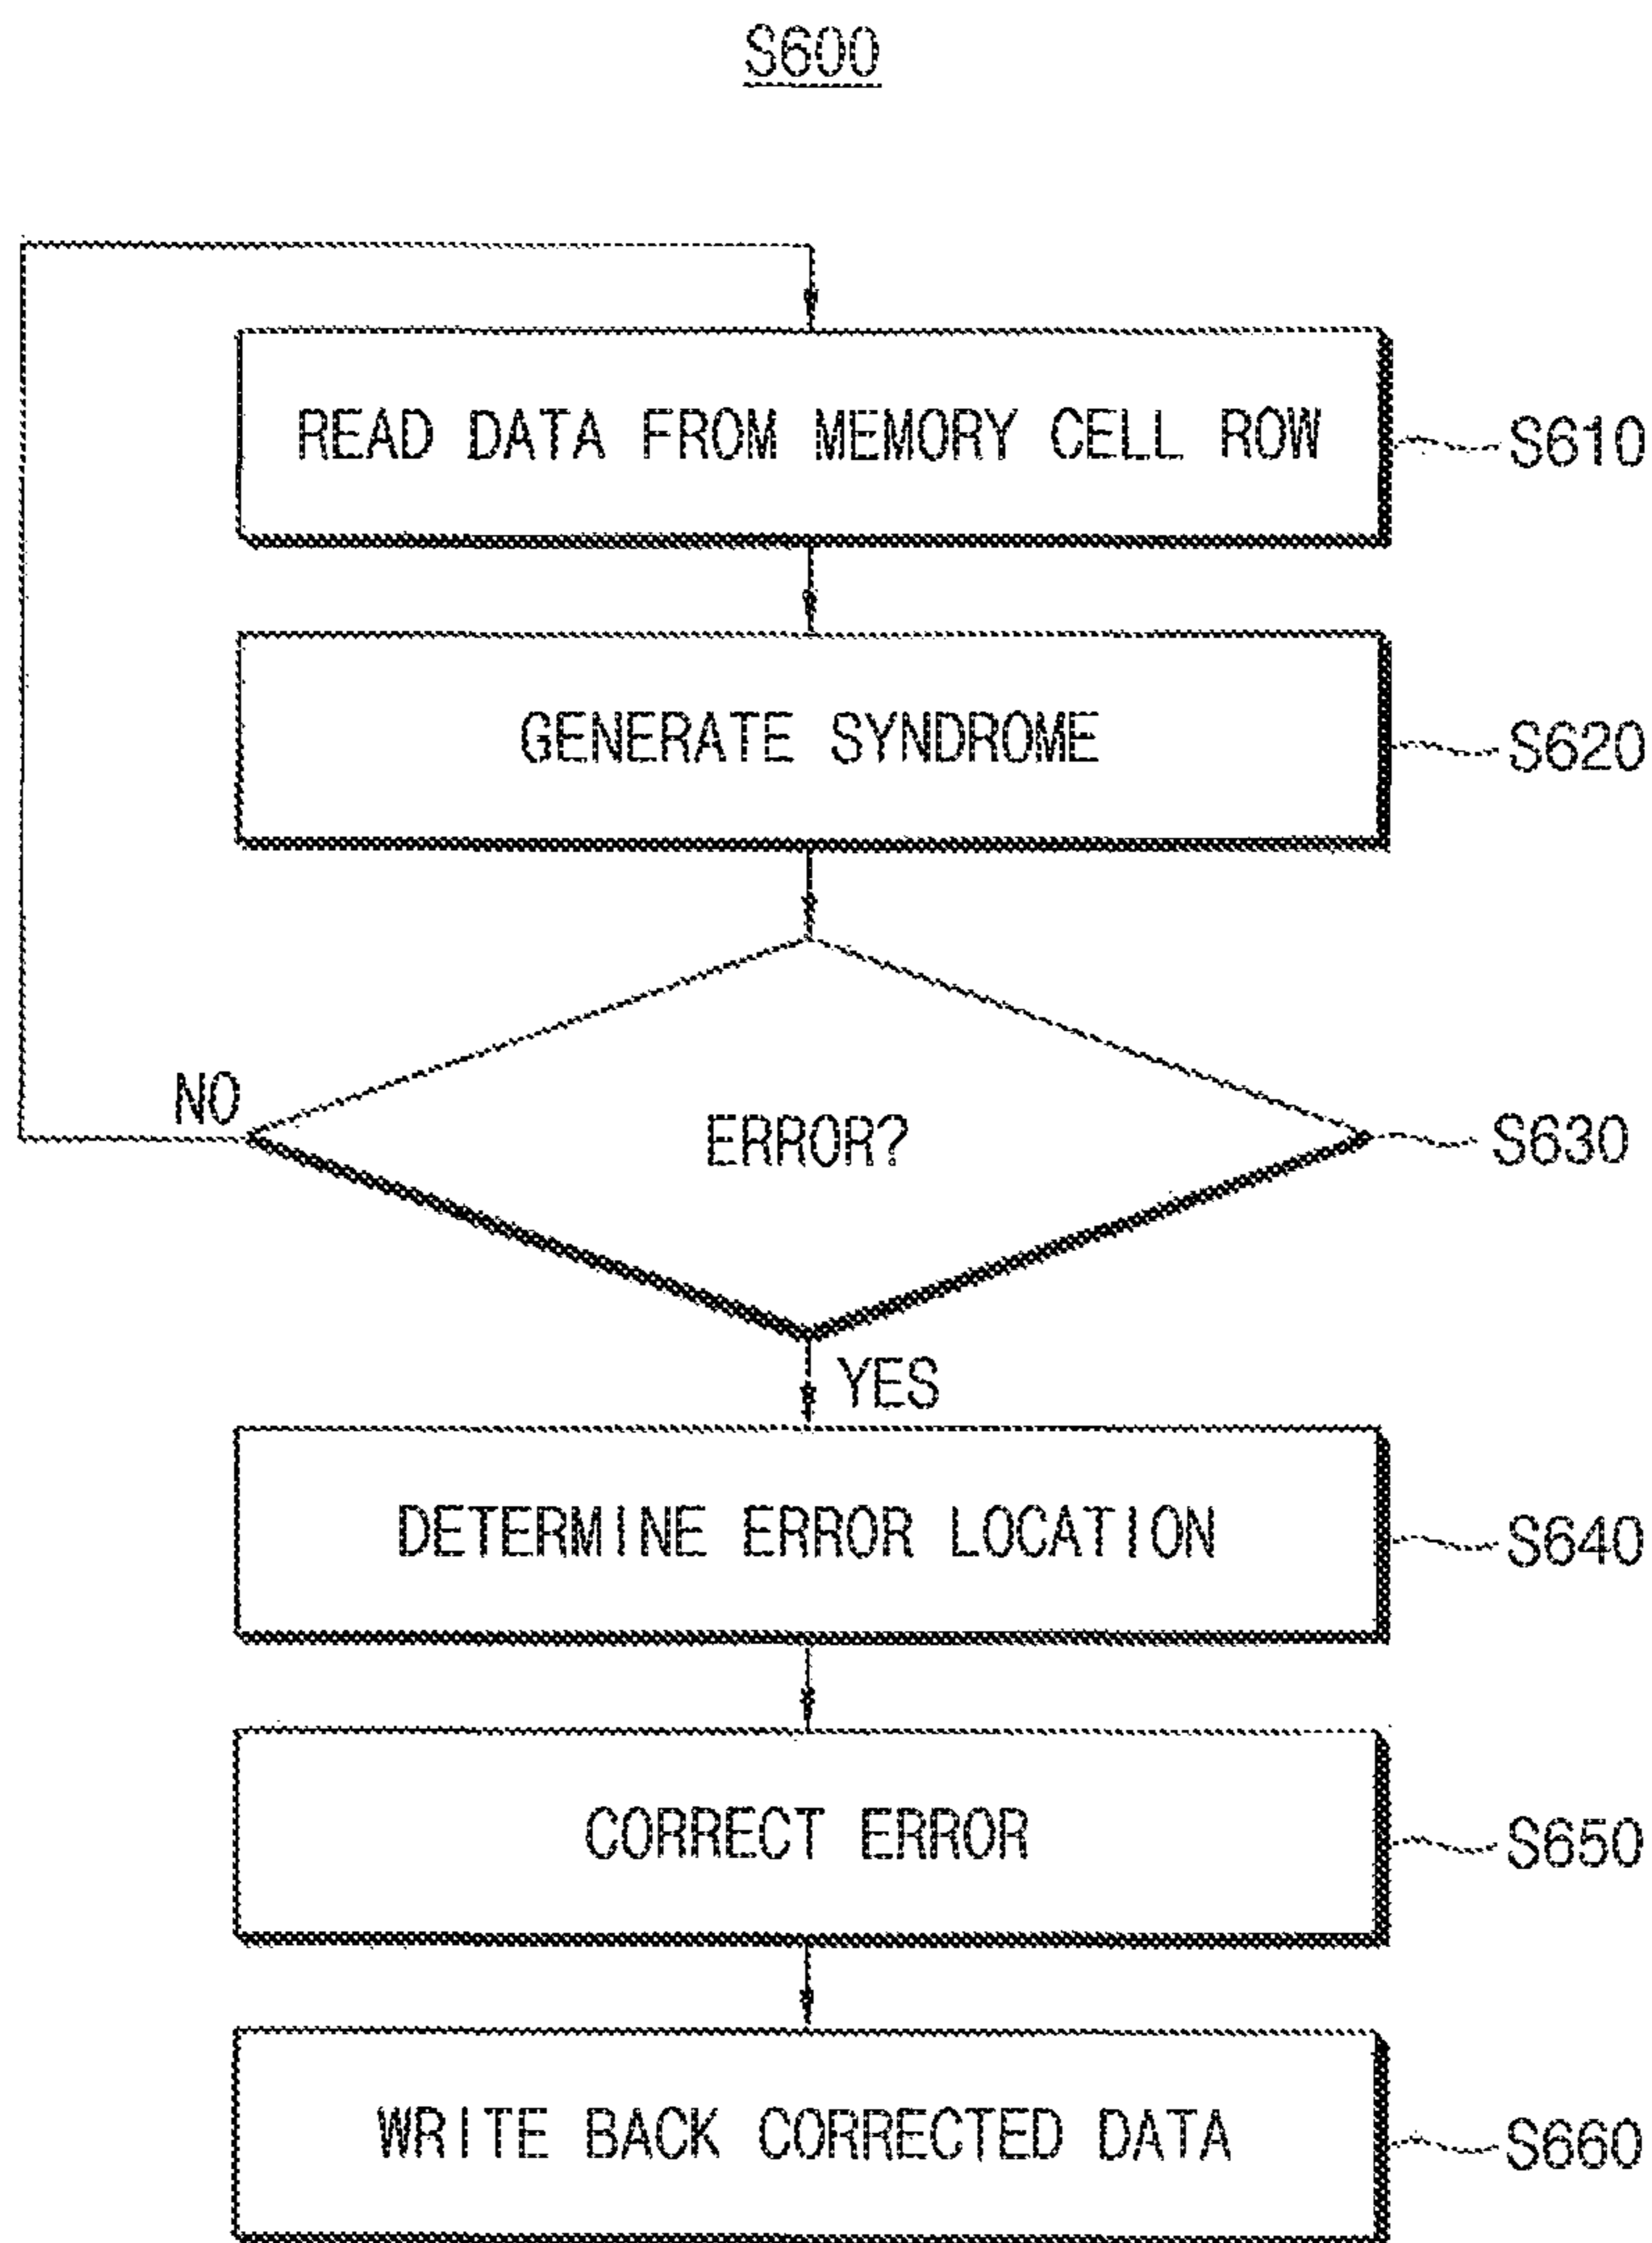 S600
READ DATA FROM MEMORY CELL ROW
S610
GENERATE SYNDROME
S620
NO
ERROR?
S630
YES
DETERMINE ERROR LOCATION
S640
CORRECT ERROR
S650
WRITE BACK CORRECTED DATA
S660